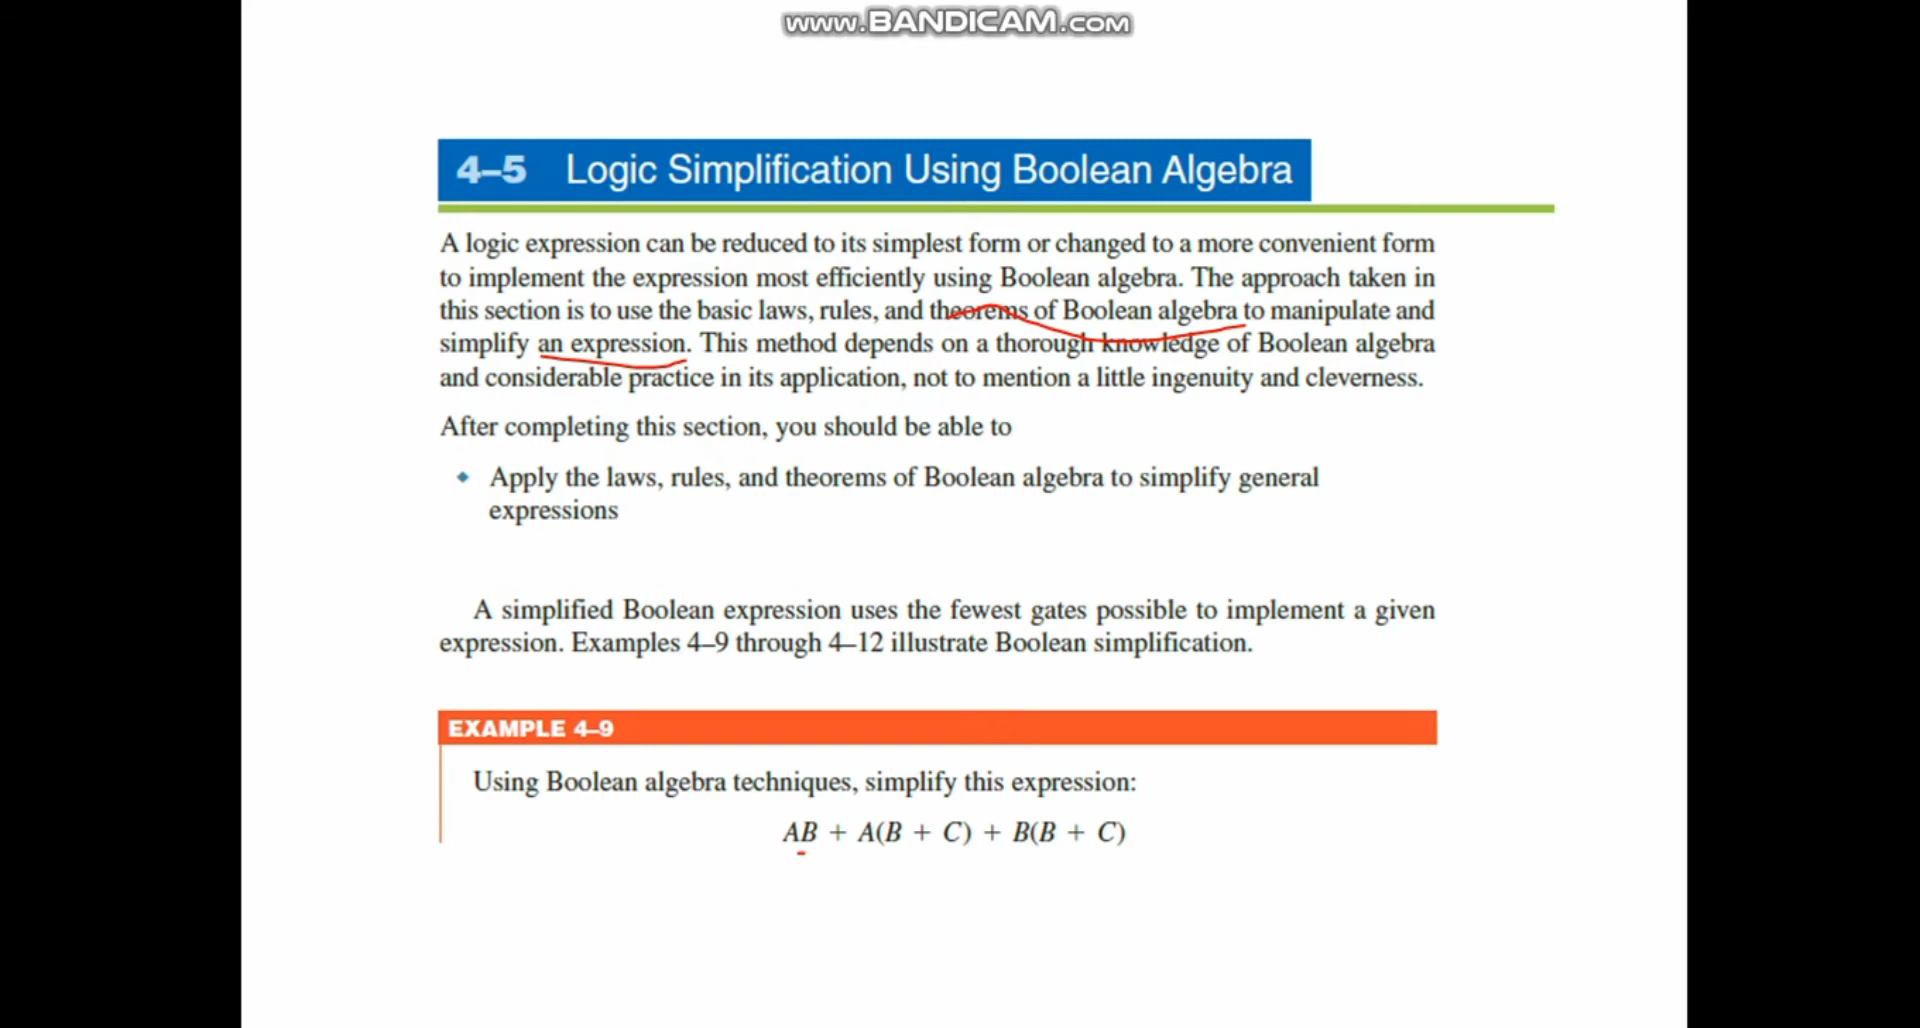 www.BANDICAM.COM
4–5 Logic Simplification Using Boolean Algebra
A logic expression can be reduced to its simplest form or changed to a more convenient form
to implement the expression most efficiently using Boolean algebra. The approach taken in
this section is to use the basic laws, rules, and theorems of Boolean algebra to manipulate and
simplify an expression. This method depends on a thorough knowledge of Boolean algebra
and considerable practice in its application, not to mention a little ingenuity and cleverness.
After completing this section, you should be able to
◆ Apply the laws, rules, and theorems of Boolean algebra to simplify general
expressions
A simplified Boolean expression uses the fewest gates possible to implement a given
expression. Examples 4–9 through 4–12 illustrate Boolean simplification.
EXAMPLE 4–9
Using Boolean algebra techniques, simplify this expression:
AB + A(B + C) + B(B + C)